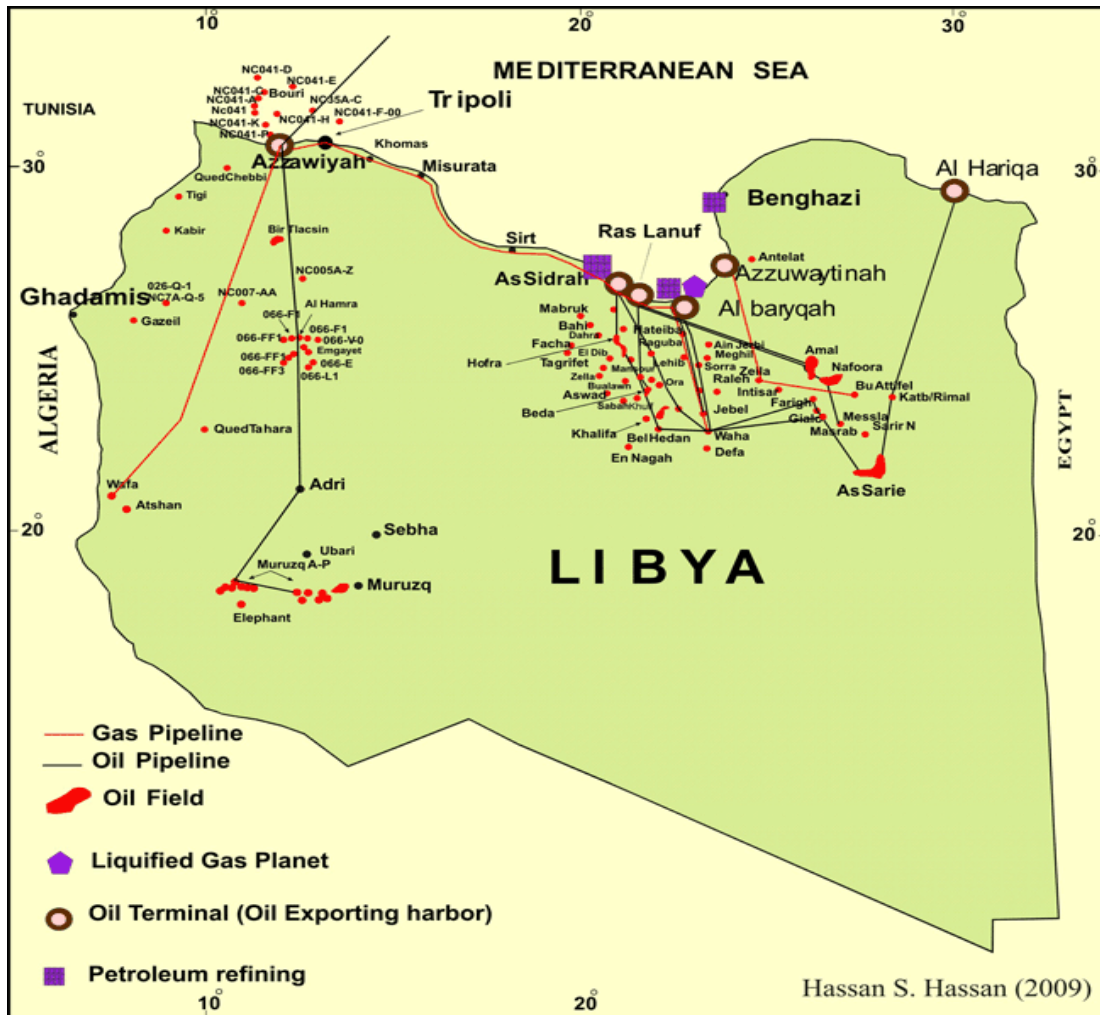 10
20
30
MEDITERRANEAN SEA
TUNISIA
NC041-D
NC041-E
NC041-G
Bouri
NC041-A
NC35A-C
Nc041
NC041-H
NC041-F-00
NC041-K
NC041-P
Tripoli
Azzawiyah
Khomas
Misurata
30
30
QuedChebbi
Tigi
Kabir
Bir Tlacsin
Sirt
Al Hariqa
Benghazi
Ras Lanuf
Antelat
AsSidrah
Azzuwaytinah
Al baryqah
NC005A-Z
026-Q-1
NC7A-Q-5
NC007-AA
Al Hamra
Ghadamis
Gazeil
066-F1
066-F1
066-FF1
066-V-0
Emgayet
066-FF1
066-E
066-FF3
066-L1
Mabruk
Bahi
Dahra
Hateiba
Raguba
Ain Jerbi
Facha
Hofra
El Dib
Lehib
Meghil
Tagrifet
Mansour
Sorra
Zella
Bualawn
Ora
Raleh
Zeila
Amal
Nafoora
Aswad
Intisar
BuAttifel
Beda
Sabah
Khuf
Jebel
Farigh
Katb/Rimal
Khalifa
Gialo
Messla
BelHedan
Waha
Masrab
Sarir N
En Nagah
Defa
AsSarie
ALGERIA
EGYPT
QuedTahara
Wafa
Atshan
Adri
Sebha
Ubari
Muruzq A-P
Muruzq
Elephant
20
20
LIBYA
Gas Pipeline
Oil Pipeline
Oil Field
Liquified Gas Planet
Oil Terminal (Oil Exporting harbor)
Petroleum refining
10
20
Hassan S. Hassan (2009)